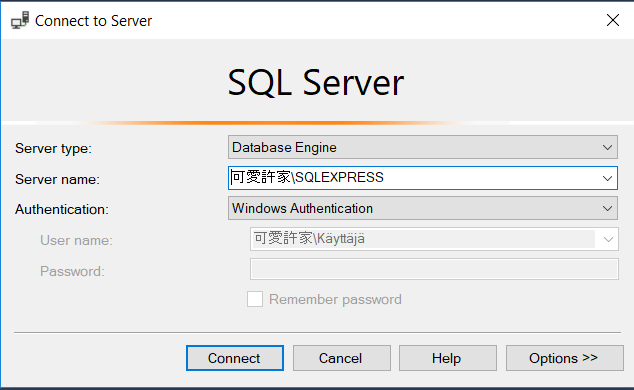 Connect to Server
SQL Server
Server type: Database Engine
Server name: 可愛許家\SQLEXPRESS
Authentication: Windows Authentication
User name: 可愛許家\Käyttäjä
Password:
Remember password
Connect Cancel Help Options >>